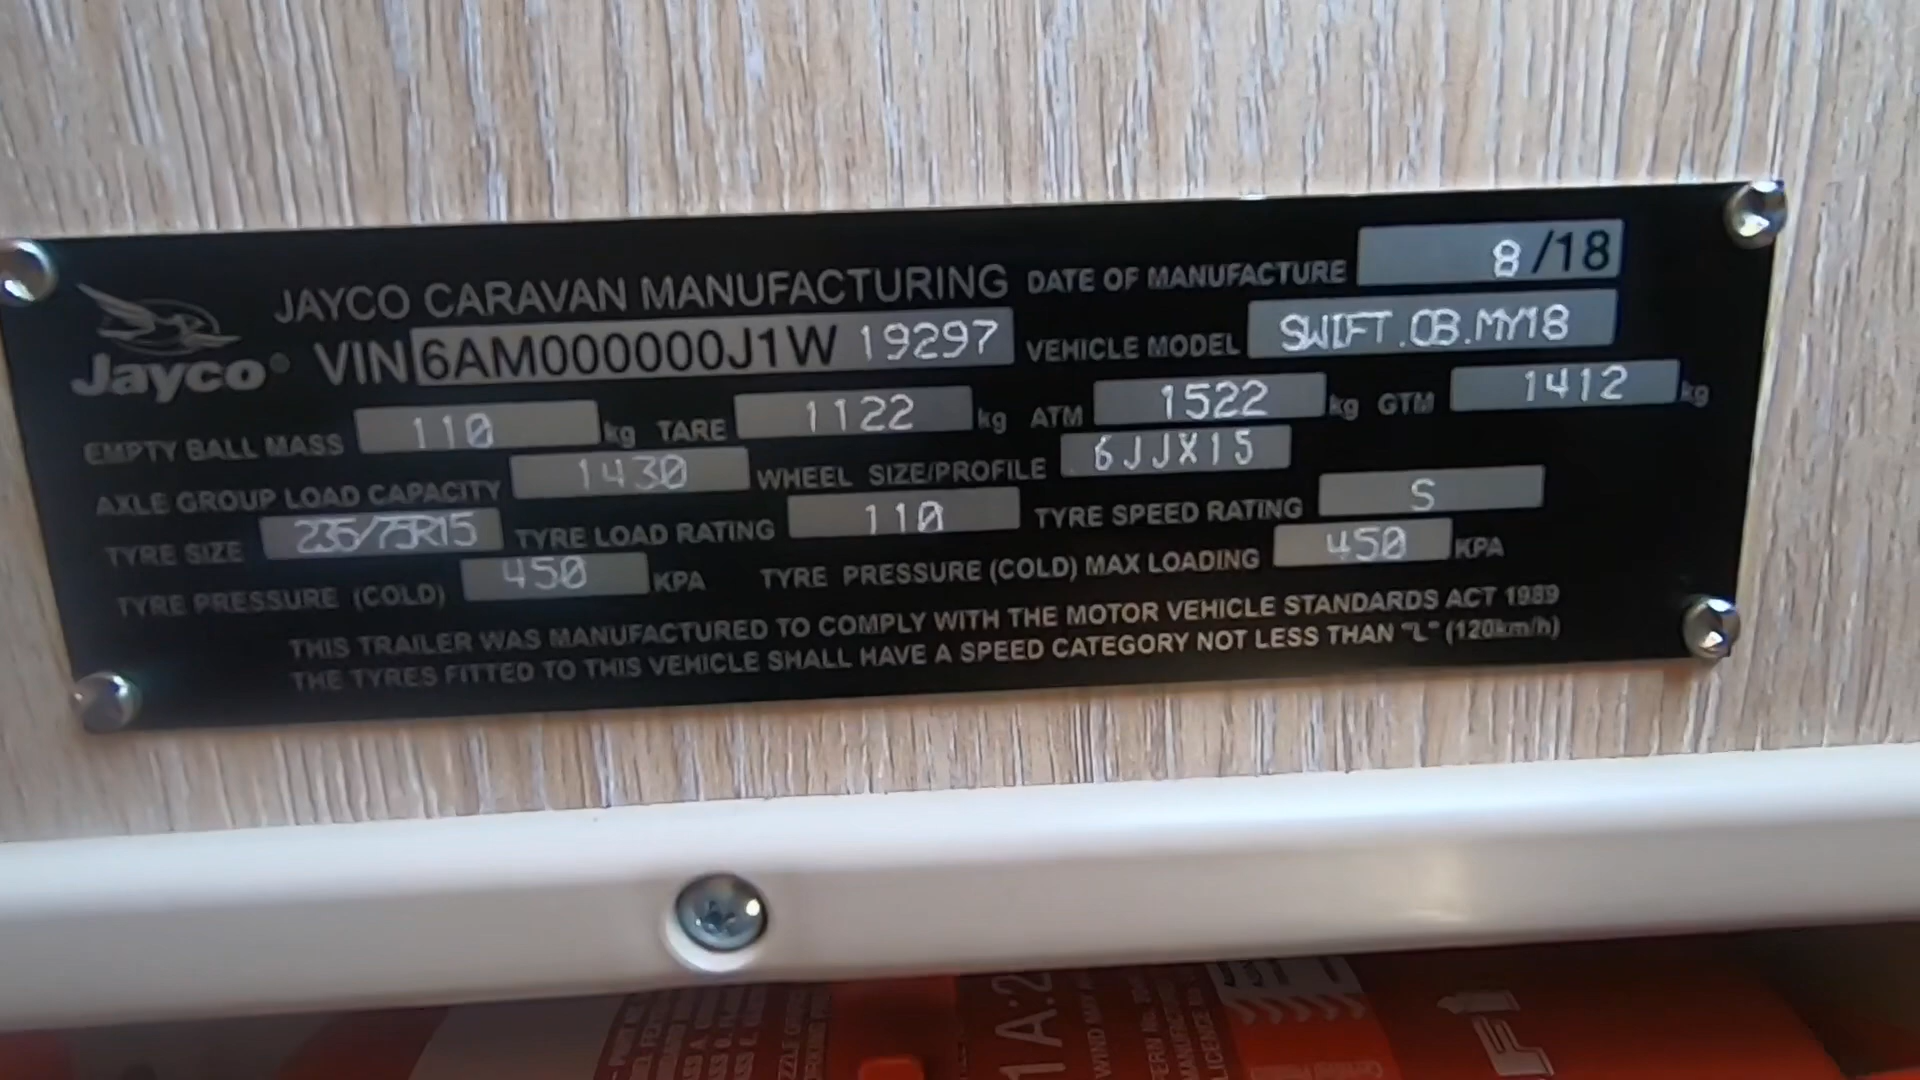 JAYCO CARAVAN MANUFACTURING DATE OF MANUFACTURE 8 /18
Jayco VIN 6AM000000J1W 19297 VEHICLE MODEL SWIFT.OB.MY18
EMPTY BALL MASS 110 kg TARE 1122 kg ATM 1522 kg GTM 1412 kg
AXLE GROUP LOAD CAPACITY 1430 WHEEL SIZE/PROFILE 6JJX15
TYRE SIZE 235/75R15 TYRE LOAD RATING 110 TYRE SPEED RATING S
TYRE PRESSURE (COLD) 450 KPA TYRE PRESSURE (COLD) MAX LOADING 450 KPA
THIS TRAILER WAS MANUFACTURED TO COMPLY WITH THE MOTOR VEHICLE STANDARDS ACT 1989
THE TYRES FITTED TO THIS VEHICLE SHALL HAVE A SPEED CATEGORY NOT LESS THAN "L" (120km/h)
1A:2